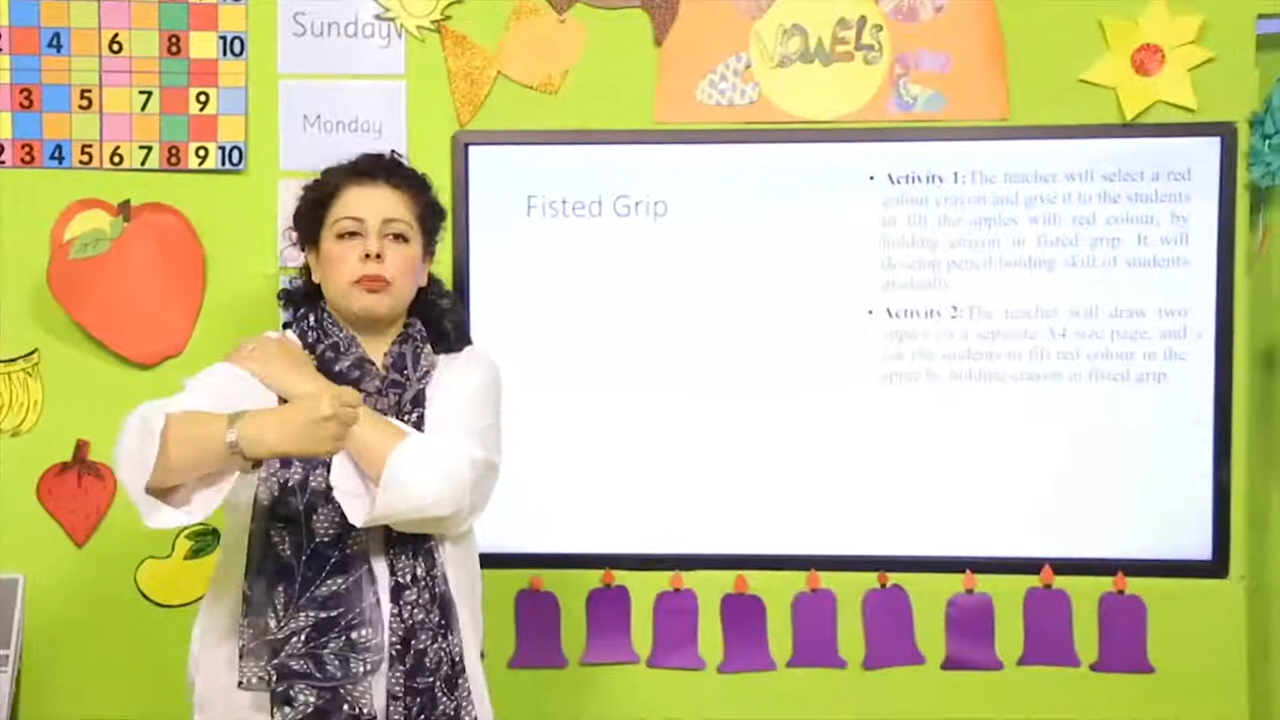 4 6 8 10
3 5 7 9
2 3 4 5 6 7 8 9 10
Sunday
Monday
VOWELS
Fisted Grip
• Activity 1: The teacher will select a red
colour crayon and give it to the students
to fill the apples with red colour, by
holding crayon in fisted grip. It will
develop pencil holding skill of students
gradually.
• Activity 2: The teacher will draw two
apples on a separate A4 size page, and
ask the students to fill red colour in the
apple by holding crayon in fisted grip.